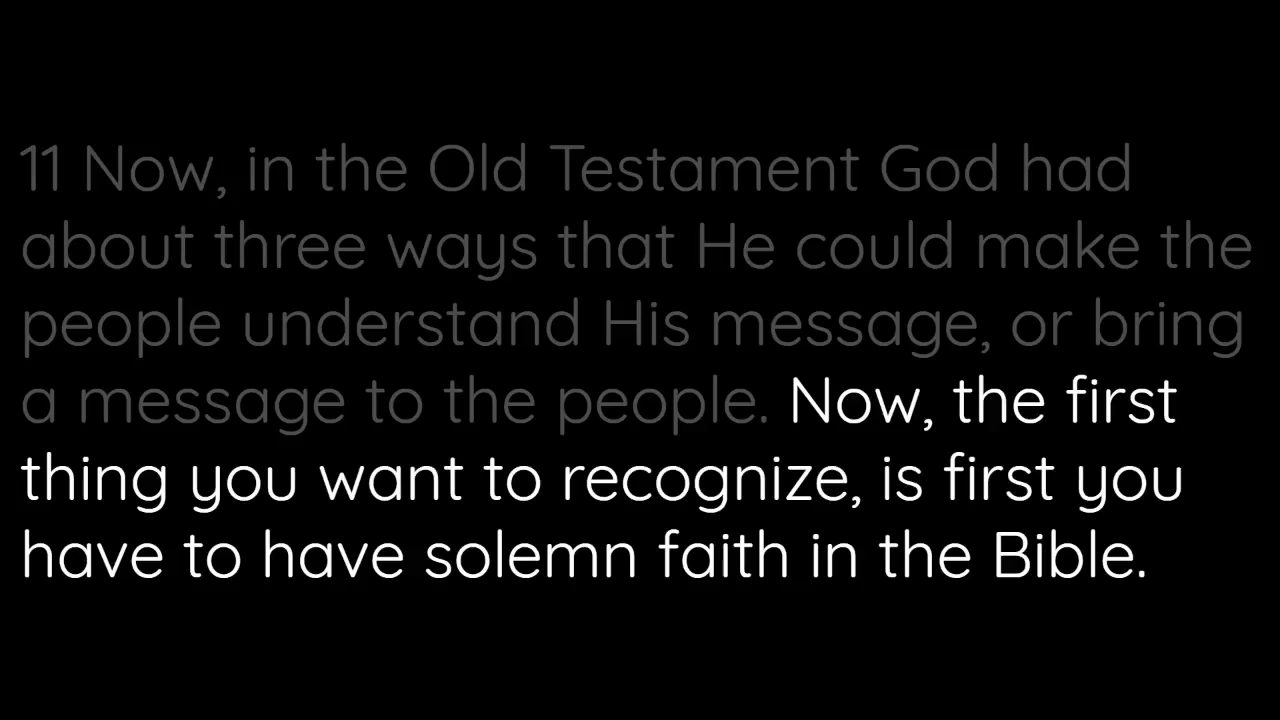 11 Now, in the Old Testament God had
about three ways that He could make the
people understand His message, or bring
a message to the people. Now, the first
thing you want to recognize, is first you
have to have solemn faith in the Bible.